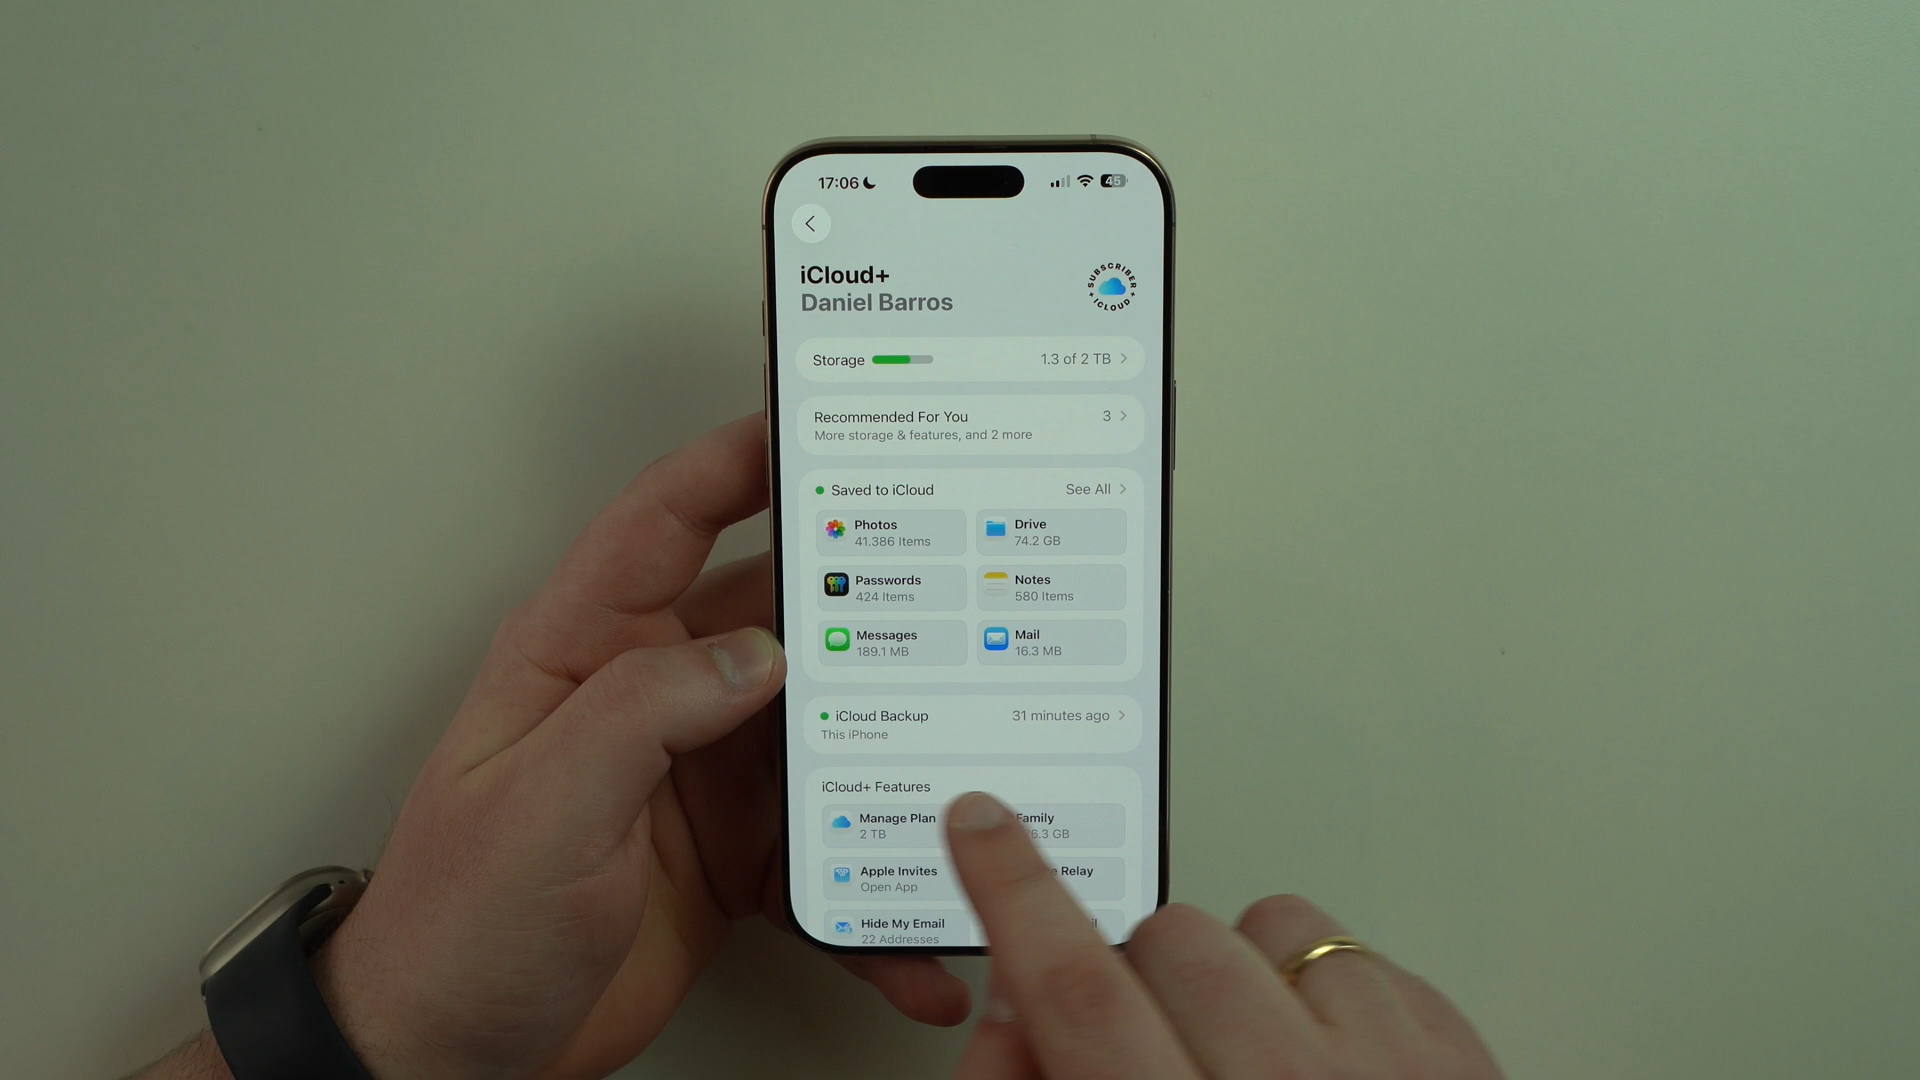 17:06
45
iCloud+
Daniel Barros
SUBSCRIBER
ICLOUD
Storage
1.3 of 2 TB
Recommended For You
3
More storage & features, and 2 more
Saved to iCloud
See All
Photos
41.386 Items
Drive
74.2 GB
Passwords
424 Items
Notes
580 Items
Messages
189.1 MB
Mail
16.3 MB
iCloud Backup
31 minutes ago
This iPhone
iCloud+ Features
Manage Plan
2 TB
Family
6.3 GB
Apple Invites
Open App
Relay
Hide My Email
22 Addresses